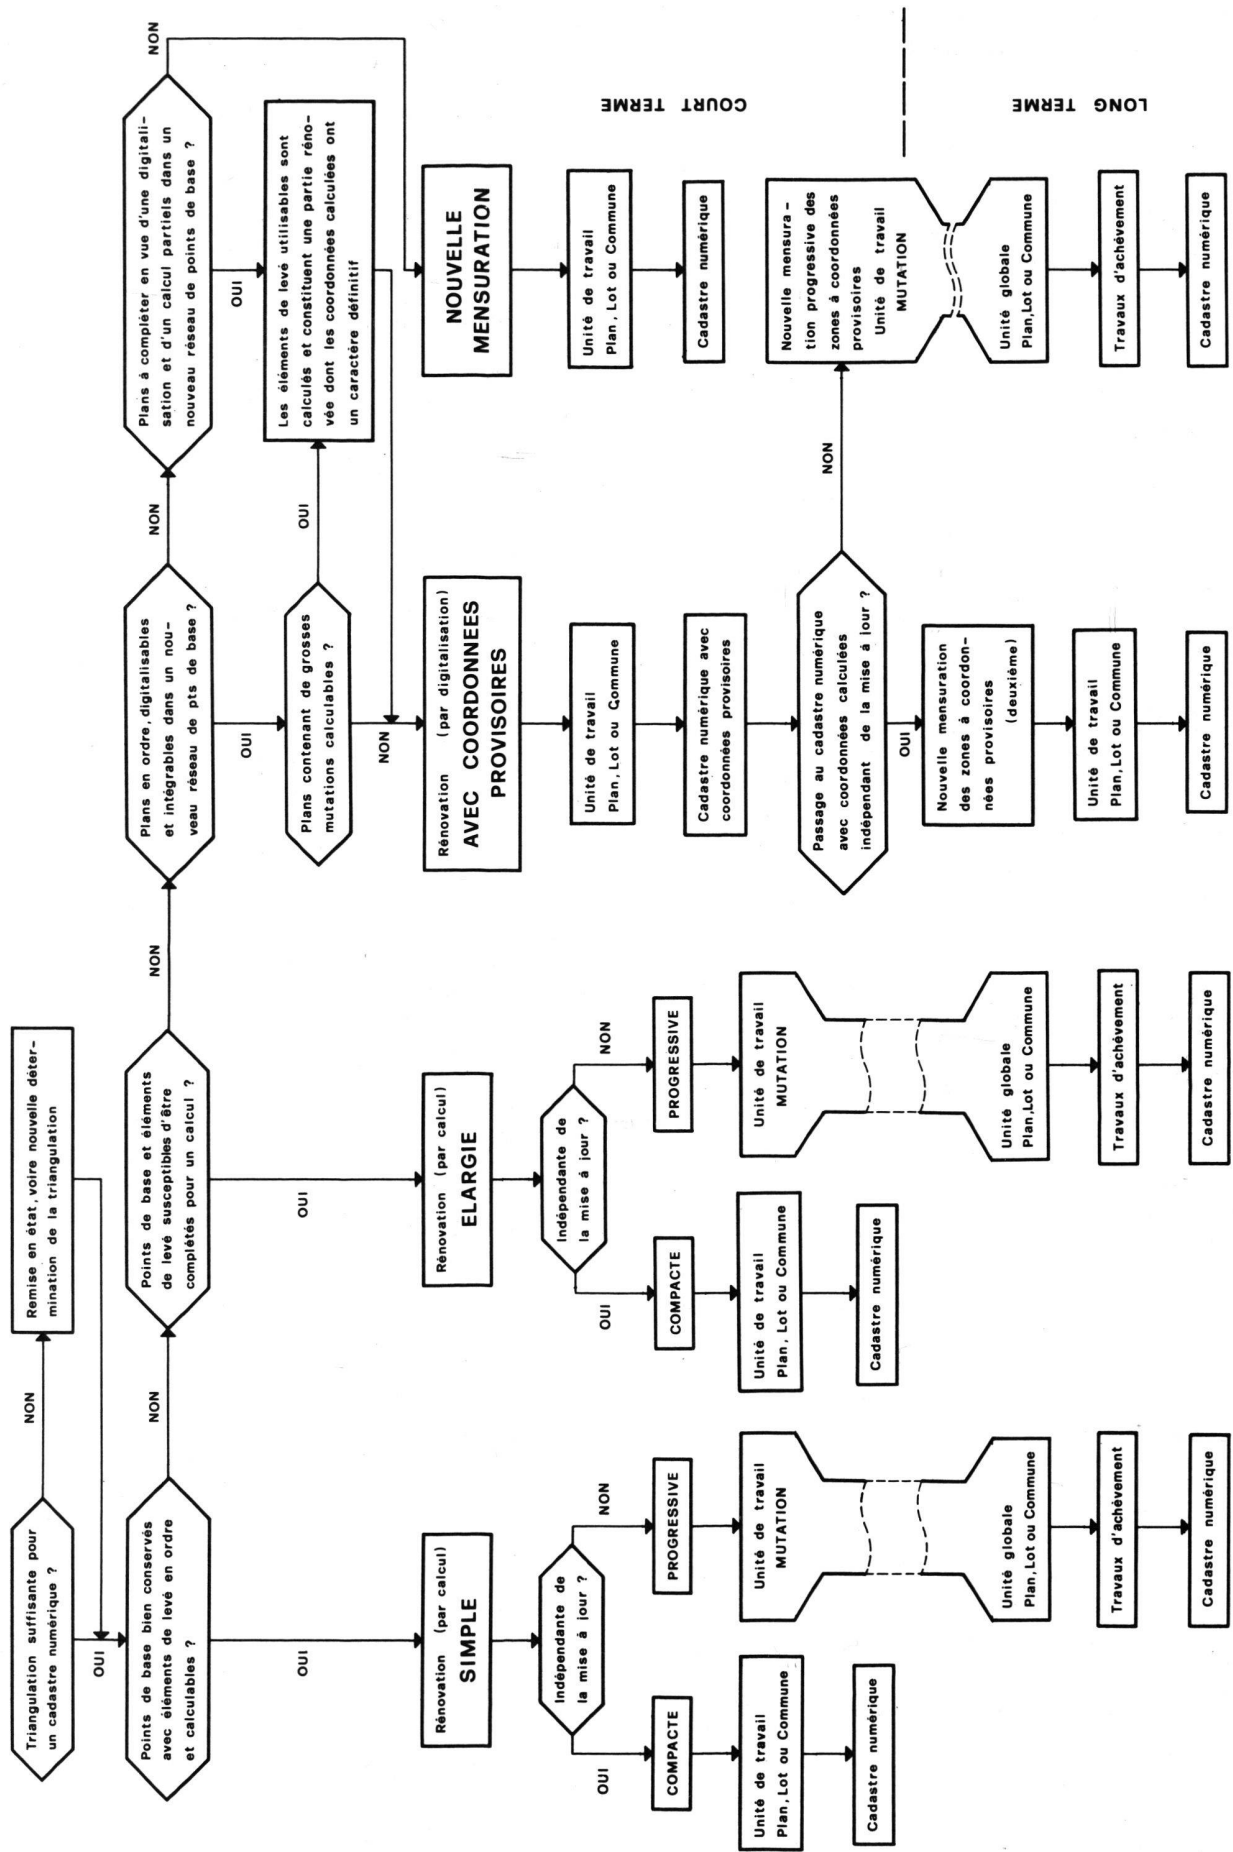 Triangulation suffisante pour
un cadastre numérique ?
NON
Remise en état, voire nouvelle déter-
mination de la triangulation
OUI
Points de base bien conservés
avec éléments de levé en ordre
et calculables ?
NON
Points de base et éléments
de levé susceptibles d'être
complétés pour un calcul ?
NON
Plans en ordre, digitalisables
et intégrables dans un nou-
veau réseau de pts de base ?
NON
Plans à compléter en vue d'une digitali-
sation et d'un calcul partiels dans un
nouveau réseau de points de base ?
NON
OUI
Plans contenant de grosses
mutations calculables ?
OUI
OUI
Les éléments de levé utilisables sont
calculés et constituent une partie réno-
vée dont les coordonnées calculées ont
un caractère définitif
OUI
OUI
NON
Rénovation (par calcul)
SIMPLE
Rénovation (par calcul)
ELARGIE
Rénovation (par digitalisation)
AVEC COORDONNEES
PROVISOIRES
NOUVELLE
MENSURATION
Indépendante de
la mise à jour ?
OUI
NON
COMPACTE
PROGRESSIVE
Unité de travail
Plan, Lot ou Commune
Cadastre numérique
Unité de travail
MUTATION
Unité globale
Plan, Lot ou Commune
Travaux d'achèvement
Cadastre numérique
Indépendante de
la mise à jour ?
OUI
NON
COMPACTE
PROGRESSIVE
Unité de travail
Plan, Lot ou Commune
Cadastre numérique
Unité de travail
MUTATION
Unité globale
Plan, Lot ou Commune
Travaux d'achèvement
Cadastre numérique
Unité de travail
Plan, Lot ou Commune
Cadastre numérique avec
coordonnées provisoires
Passage au cadastre numérique
avec coordonnées calculées
indépendant de la mise à jour ?
OUI
NON
Nouvelle mensuration
des zones à coordon-
nées provisoires
(deuxième)
Unité de travail
Plan, Lot ou Commune
Cadastre numérique
Unité de travail
Plan, Lot ou Commune
Cadastre numérique
Nouvelle mensura-
tion progressive des
zones à coordonnées
provisoires
Unité de travail
MUTATION
Unité globale
Plan, Lot ou Commune
Travaux d'achèvement
Cadastre numérique
COURT TERME
LONG TERME